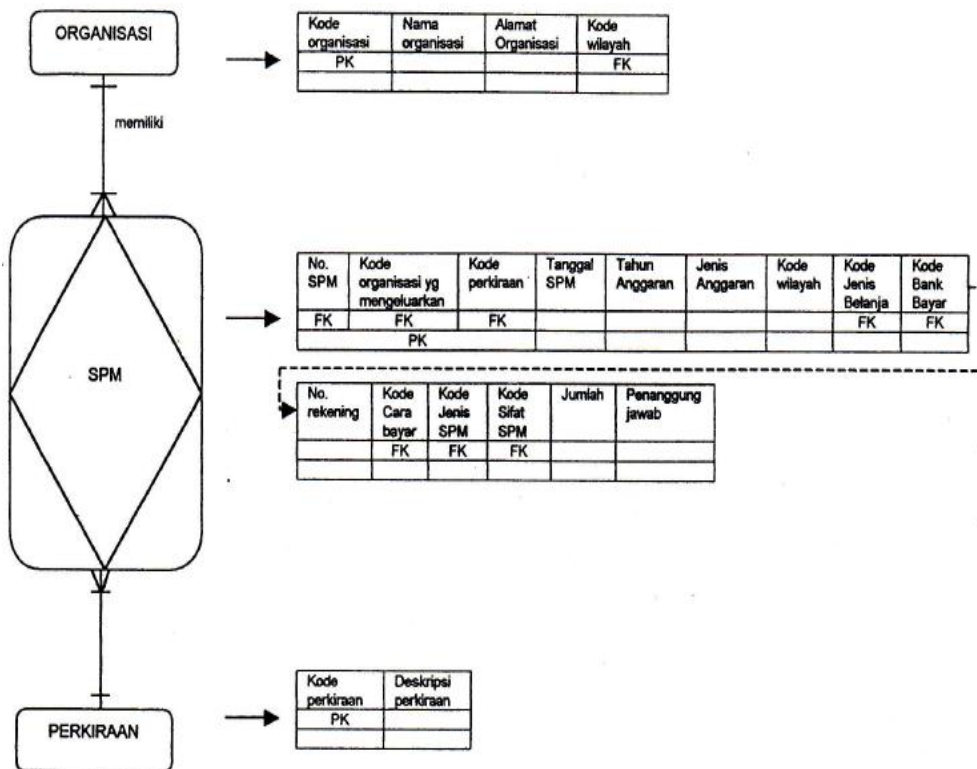 ORGANISASI
Kode organisasi
Nama organisasi
Alamat Organisasi
Kode wilayah
PK
FK
memiliki
SPM
No. SPM
Kode organisasi yg mengeluarkan
Kode perkiraan
Tanggal SPM
Tahun Anggaran
Jenis Anggaran
Kode wilayah
Kode Jenis Belanja
Kode Bank Bayar
FK
FK
FK
FK
FK
PK
No. rekening
Kode Cara bayar
Kode Jenis SPM
Kode Sifat SPM
Jumlah
Penanggung jawab
FK
FK
FK
Kode perkiraan
Deskripsi perkiraan
PK
PERKIRAAN